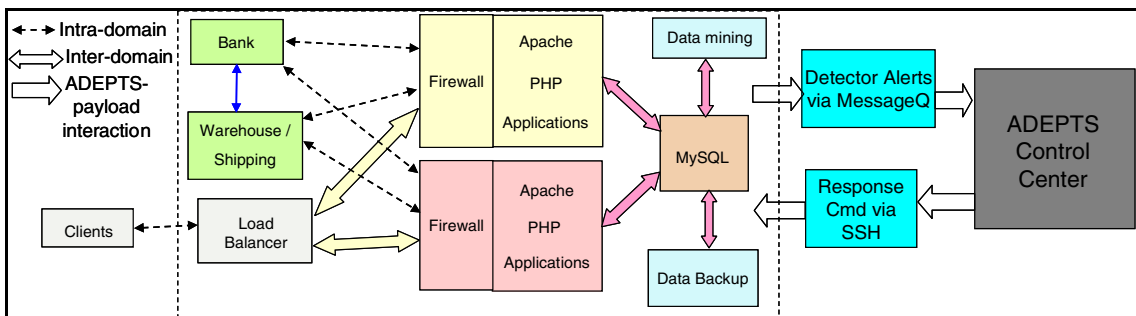 Intra-domain
Inter-domain
ADEPTS-
payload
interaction
Bank
Warehouse /
Shipping
Clients
Load
Balancer
Firewall
Apache
PHP
Applications
Firewall
Apache
PHP
Applications
Data mining
MySQL
Data Backup
Detector Alerts
via MessageQ
Response
Cmd via
SSH
ADEPTS
Control
Center